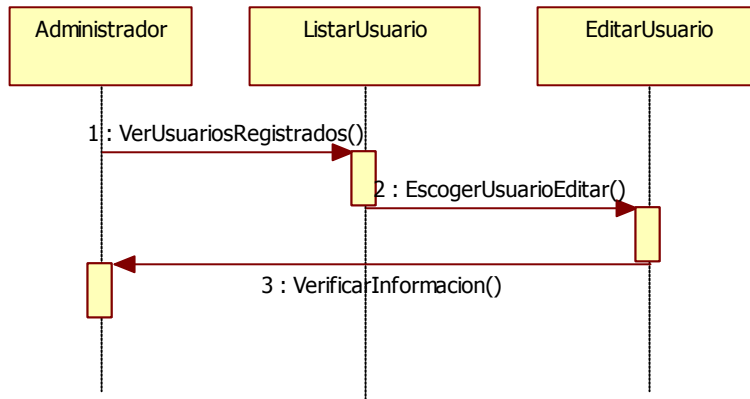 Administrador
ListarUsuario
EditarUsuario
1 : VerUsuariosRegistrados()
2 : EscogerUsuarioEditar()
3 : VerificarInformacion()